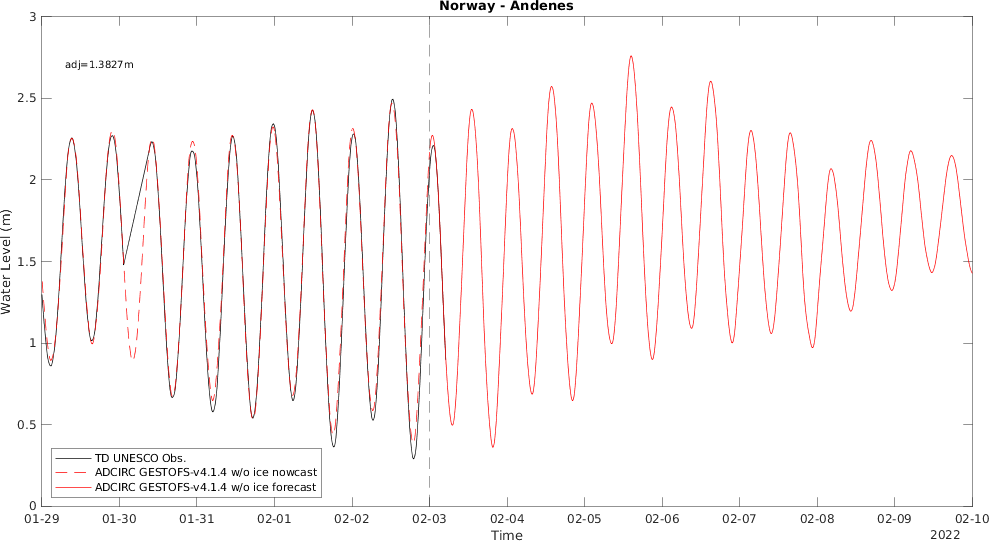 Norway - Andenes
3
adj=1.3827m
2.5
2
Water Level (m)
1.5
1
0.5
TD UNESCO Obs.
ADCIRC GESTOFS-v4.1.4 w/o ice nowcast
ADCIRC GESTOFS-v4.1.4 w/o ice forecast
0
01-29 01-30 01-31 02-01 02-02 02-03 02-04 02-05 02-06 02-07 02-08 02-09 02-10
Time
2022